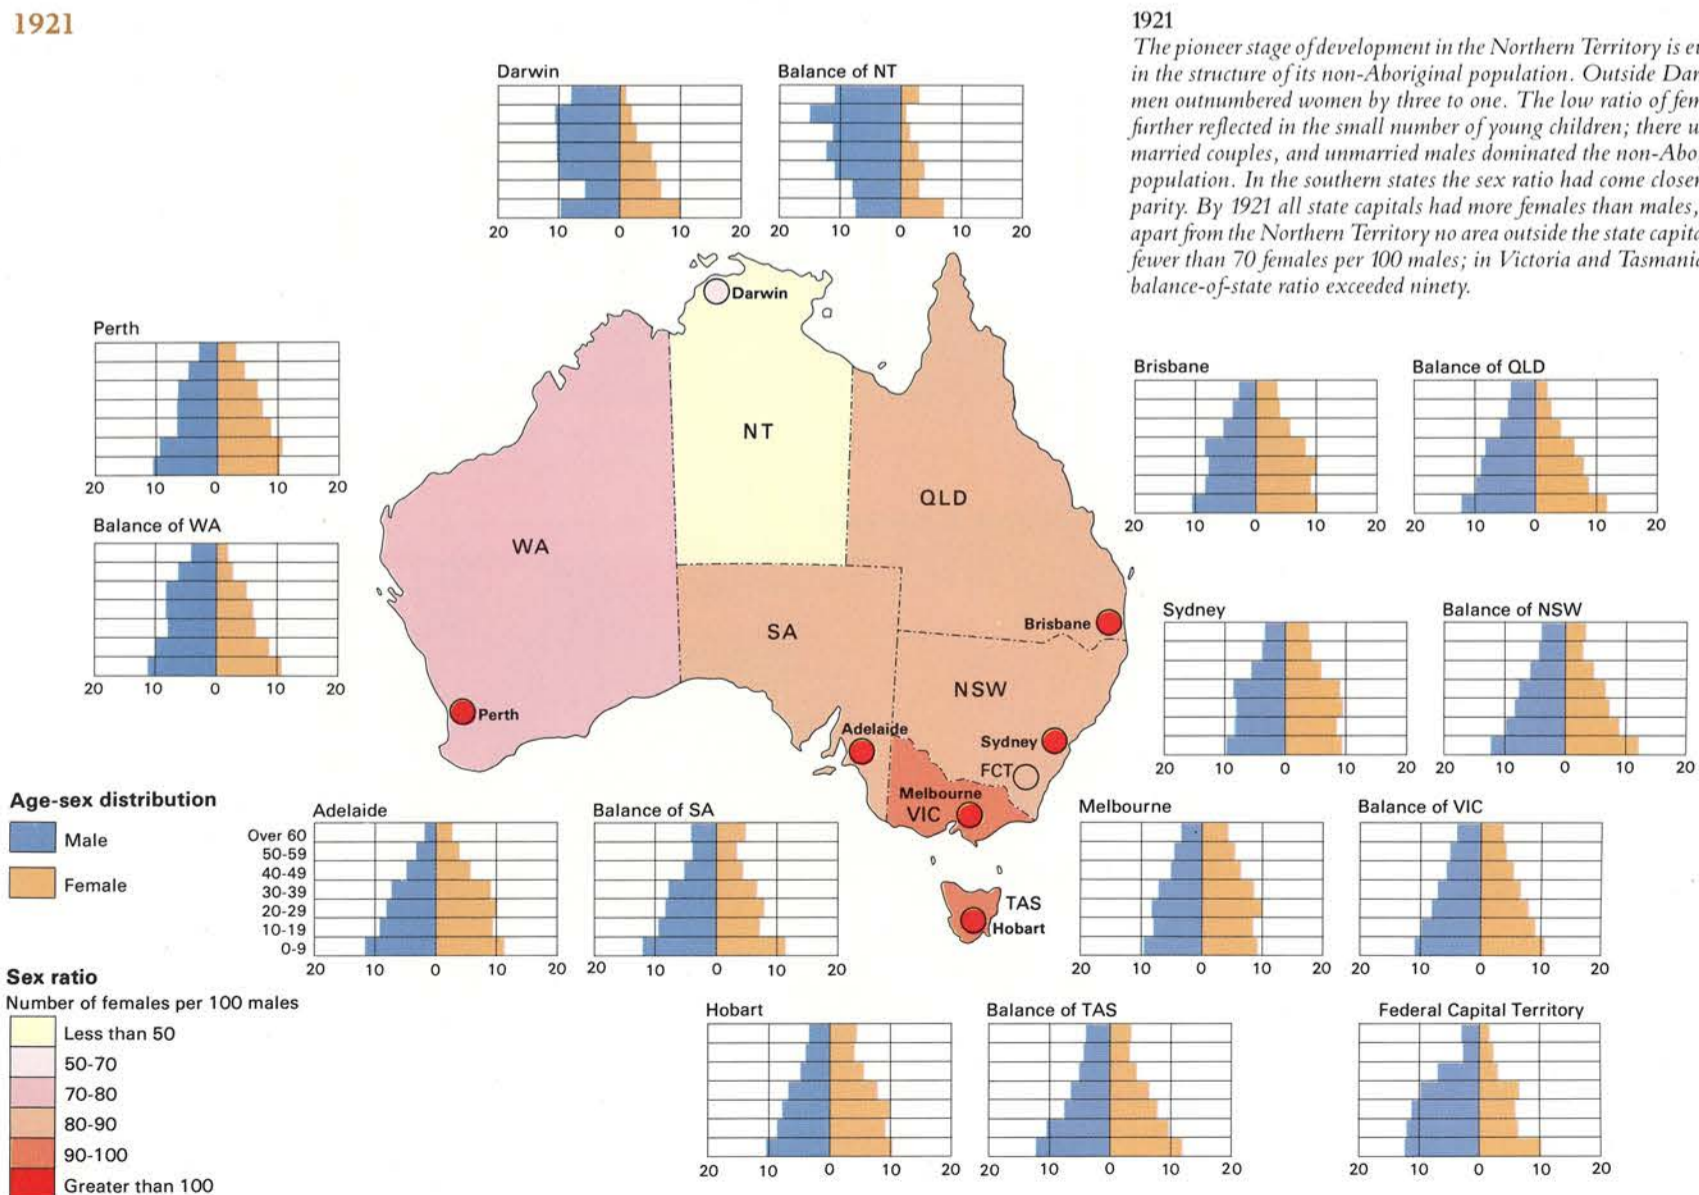 1921
1921
The pioneer stage of development in the Northern Territory is
in the structure of its non-Aboriginal population. Outside
men outnumbered women by three to one. The low ratio of
further reflected in the small number of young children; there
married couples, and unmarried males dominated the
population. In the southern states the sex ratio had come
parity. By 1921 all state capitals had more females than males,
apart from the Northern Territory no area outside the state
fewer than 70 females per 100 males; in Victoria and
balance-of-state ratio exceeded ninety.
Darwin
20 10 0 10 20
Balance of NT
20 10 0 10 20
Perth
20 10 0 10 20
Balance of WA
20 10 0 10 20
Brisbane
20 10 0 10 20
Balance of QLD
20 10 0 10 20
Sydney
20 10 0 10 20
Balance of NSW
20 10 0 10 20
Darwin
NT
QLD
WA
SA
Brisbane
NSW
Perth
Adelaide
Sydney
FCT
Melbourne
VIC
TAS
Hobart
Age-sex distribution
Male
Female
Adelaide
Over 60
50-59
40-49
30-39
20-29
10-19
0-9
20 10 0 10 20
Balance of SA
20 10 0 10 20
Melbourne
20 10 0 10 20
Balance of VIC
20 10 0 10 20
Sex ratio
Number of females per 100 males
Less than 50
50-70
70-80
80-90
90-100
Greater than 100
Hobart
20 10 0 10 20
Balance of TAS
20 10 0 10 20
Federal Capital Territory
20 10 0 10 20